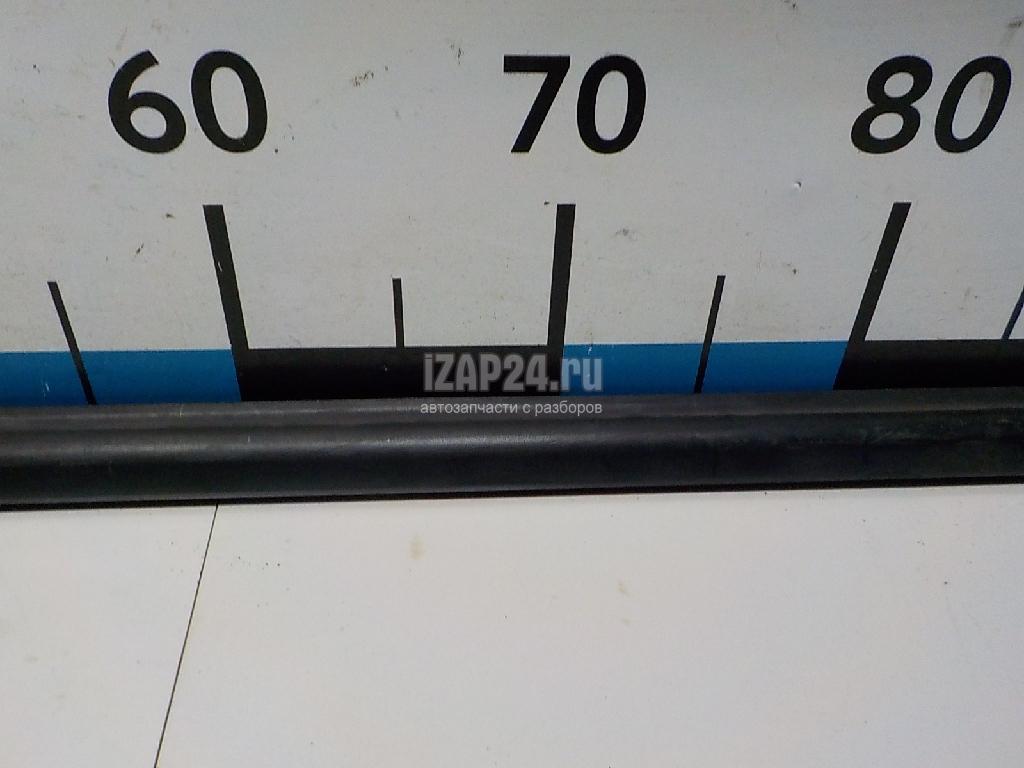 60 70 80
iZAP24.ru
автозапчасти с разборов